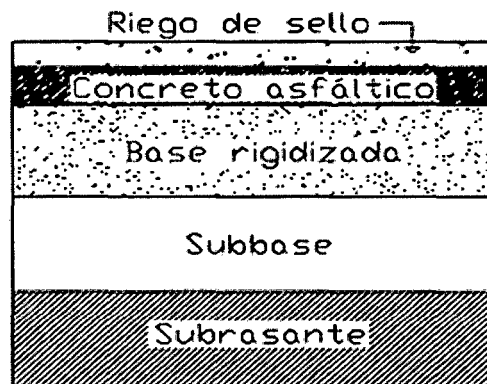 Riego de sello
Concreto asfáltico
Base rigidizada
Subbase
Subrasante